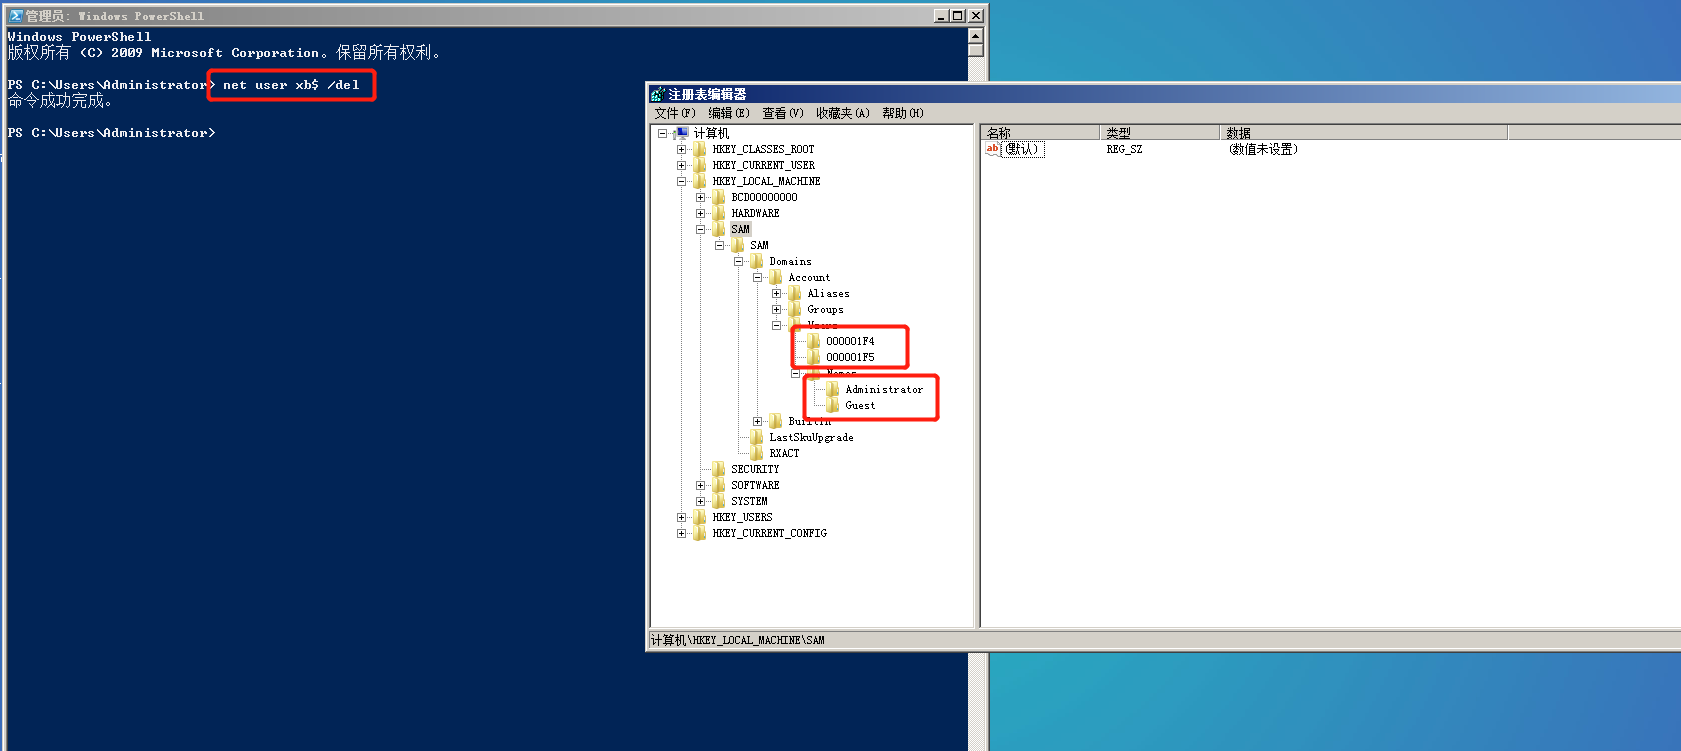 管理员: Windows PowerShell
Windows PowerShell
版权所有 (C) 2009 Microsoft Corporation。保留所有权利。
PS C:\Users\Administrator> net user xb$ /del
命令成功完成。
PS C:\Users\Administrator>
注册表编辑器
文件(F) 编辑(E) 查看(V) 收藏夹(A) 帮助(H)
计算机
HKEY_CLASSES_ROOT
HKEY_CURRENT_USER
HKEY_LOCAL_MACHINE
BCD00000000
HARDWARE
SAM
SAM
Domains
Account
Aliases
Groups
Users
000001F4
000001F5
Names
Administrator
Guest
Builtin
LastSkuUpgrade
RXACT
SECURITY
SOFTWARE
SYSTEM
HKEY_USERS
HKEY_CURRENT_CONFIG
名称 类型 数据
ab (默认) REG_SZ (数值未设置)
计算机\HKEY_LOCAL_MACHINE\SAM